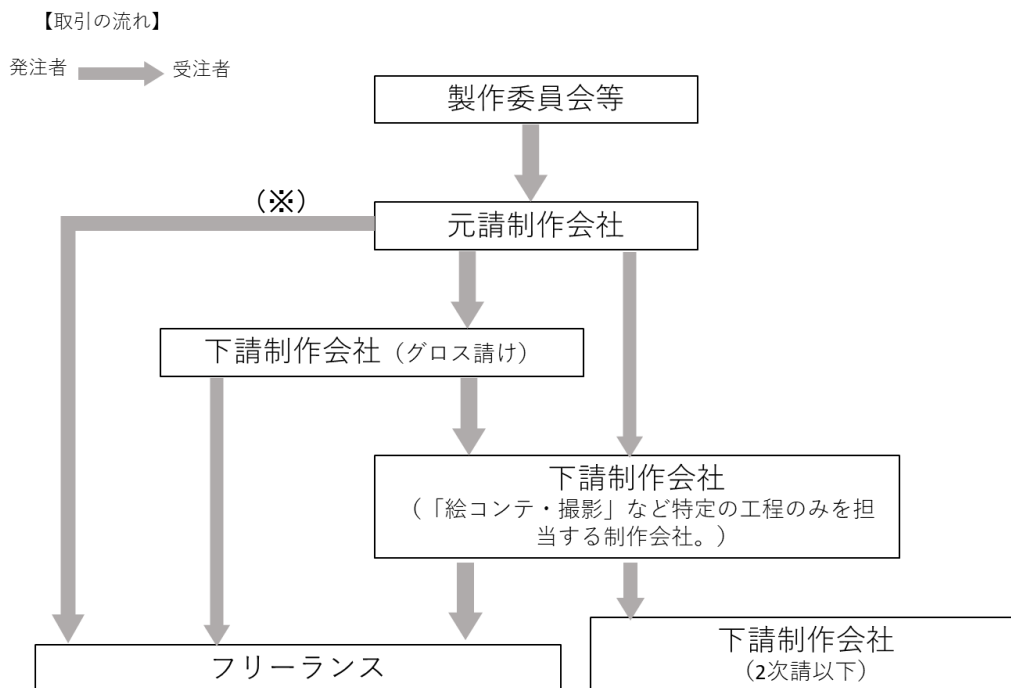 【取引の流れ】
発注者
受注者
製作委員会等
（※）
元請制作会社
下請制作会社（グロス請け）
下請制作会社
（「絵コンテ・撮影」など特定の工程のみを担
当する制作会社。）
フリーランス
下請制作会社
（2次請以下）